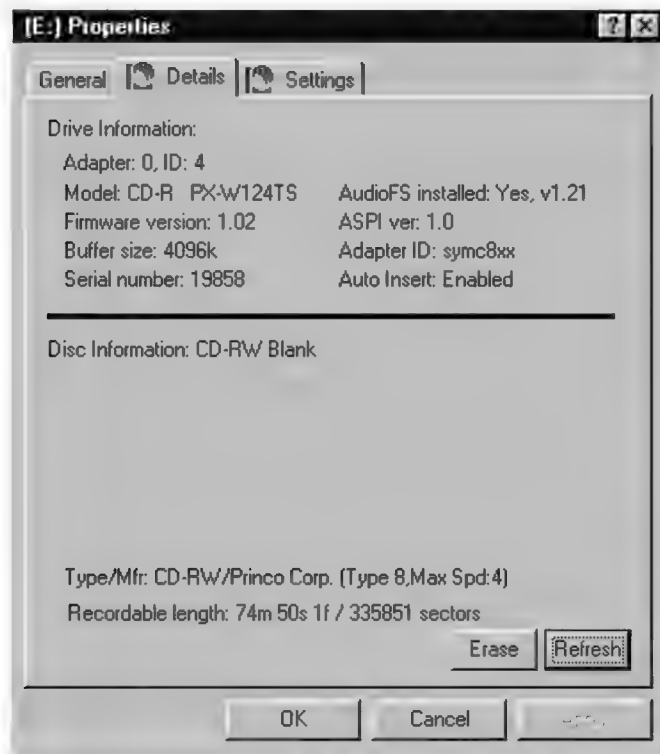 (E:) Properties
General Details Settings
Drive Information:
Adapter: 0, ID: 4
Model: CD-R PX-W124TS AudioFS installed: Yes, v1.21
Firmware version: 1.02 ASPI ver: 1.0
Buffer size: 4096k Adapter ID: symc8xx
Serial number: 19858 Auto Insert: Enabled
Disc Information: CD-RW Blank
Type/Mfr: CD-RW/Princo Corp. (Type 8,Max Spd:4)
Recordable length: 74m 50s 1f / 335851 sectors
Erase Refresh
OK Cancel